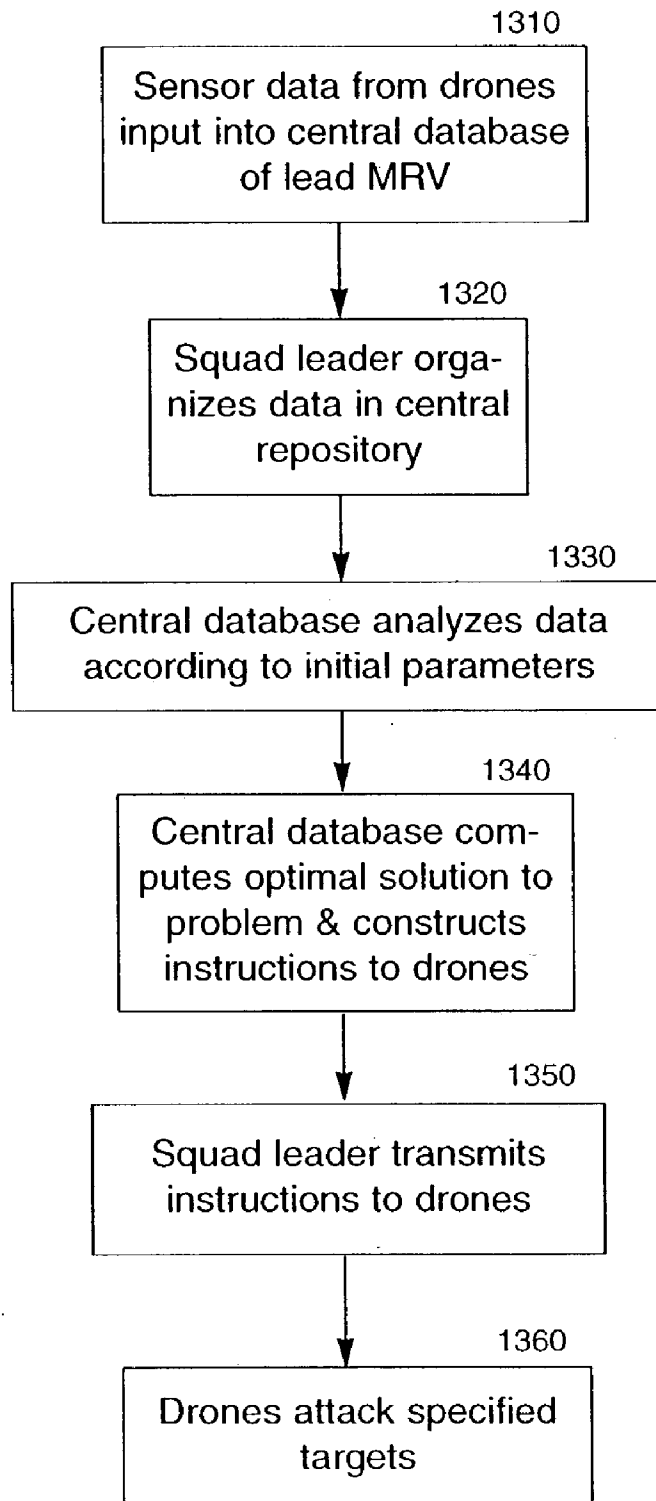 1310
Sensor data from drones
input into central database
of lead MRV
1320
Squad leader orga-
nizes data in central
repository
1330
Central database analyzes data
according to initial parameters
1340
Central database com-
putes optimal solution to
problem & constructs
instructions to drones
1350
Squad leader transmits
instructions to drones
1360
Drones attack specified
targets